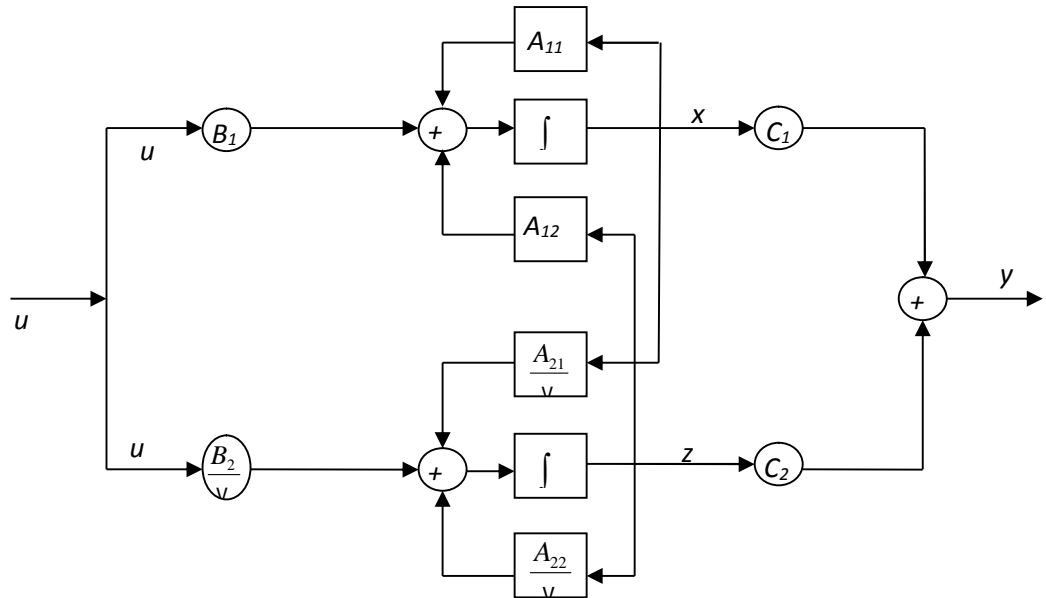 A₁₁
x
B₁
+
∫
C₁
u
A₁₂
u
+
y
A₂₁
u
B₂
+
∫
z
C₂
A₂₂